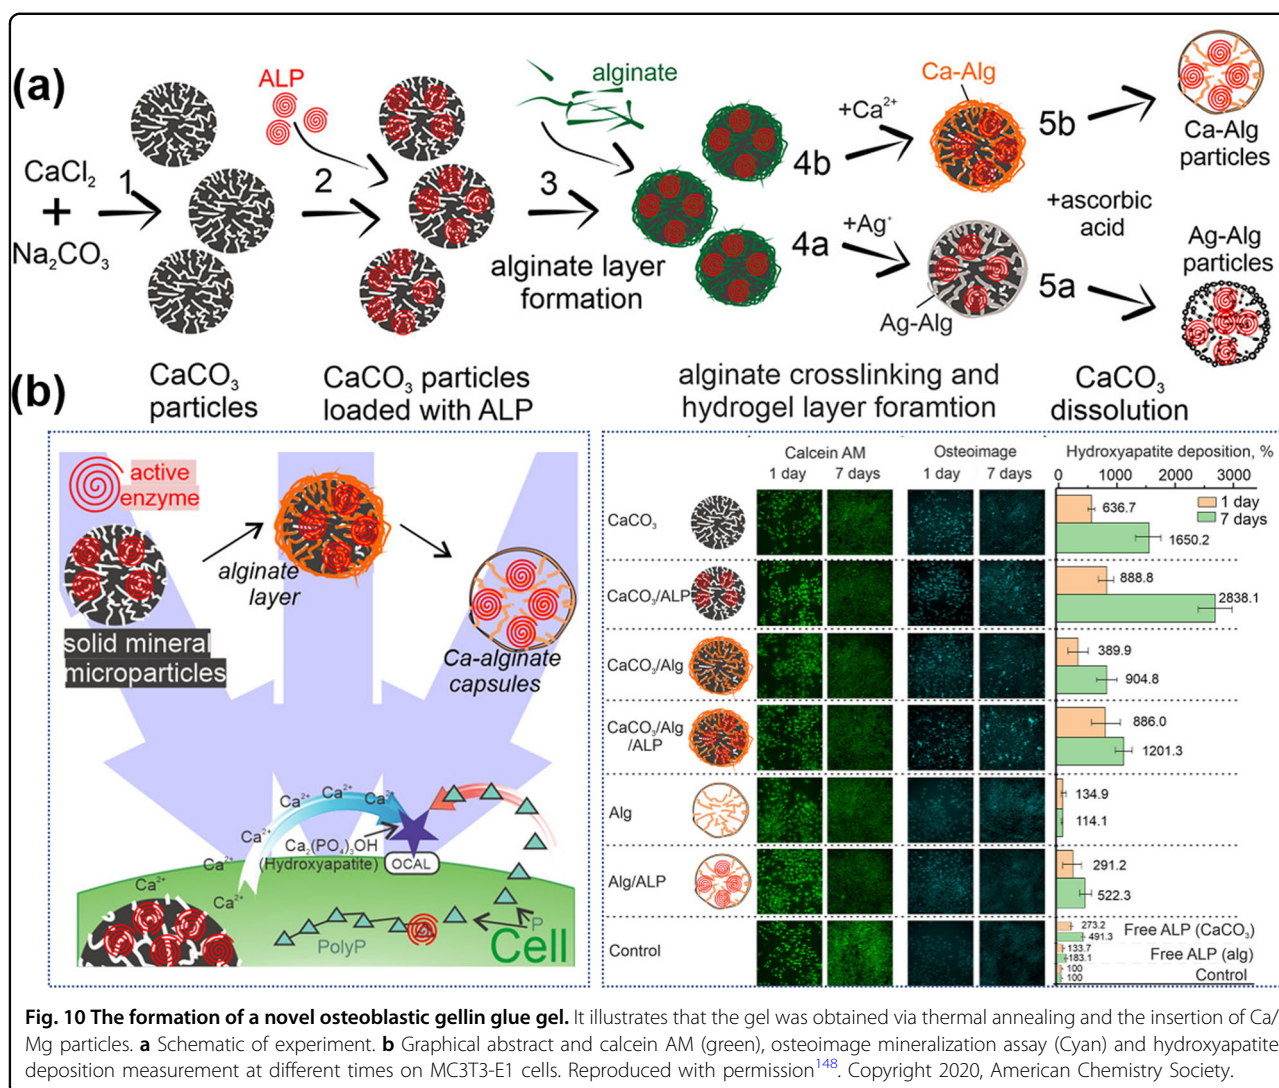 (a)
CaCl2
+
Na2CO3
1
ALP
2
alginate
3
alginate layer
formation
4b
+Ca2+
Ca-Alg
4a
+Ag+
Ag-Alg
5b
+ascorbic
acid
5a
Ca-Alg
particles
Ag-Alg
particles
CaCO3
particles
CaCO3 particles
loaded with ALP
alginate crosslinking and
hydrogel layer foramtion
CaCO3
dissolution
(b)
active
enzyme
alginate
layer
solid mineral
microparticles
Ca-alginate
capsules
Ca2+
Ca2+
Ca2+
Ca2+
Ca2+
Ca2+
Ca2+
Ca2(PO4)3OH
(Hydroxyapatite)
OCAL
PolyP
P
Cell
Calcein AM
1 day 7 days
Osteoimage
1 day 7 days
Hydroxyapatite deposition, %
0 1000 2000 3000
1 day
7 days
CaCO3
636.7
1650.2
CaCO3/ALP
888.8
2838.1
CaCO3/Alg
389.9
904.8
CaCO3/Alg
/ALP
886.0
1201.3
Alg
134.9
114.1
Alg/ALP
291.2
522.3
Control
273.2
491.3
Free ALP (CaCO3)
133.7
183.1
Free ALP (alg)
100
100
Control
Fig. 10 The formation of a novel osteoblastic gellin glue gel. It illustrates that the gel was obtained via thermal annealing and the insertion of Ca/
Mg particles. a Schematic of experiment. b Graphical abstract and calcein AM (green), osteoimage mineralization assay (Cyan) and hydroxyapatite
deposition measurement at different times on MC3T3-E1 cells. Reproduced with permission148. Copyright 2020, American Chemistry Society.